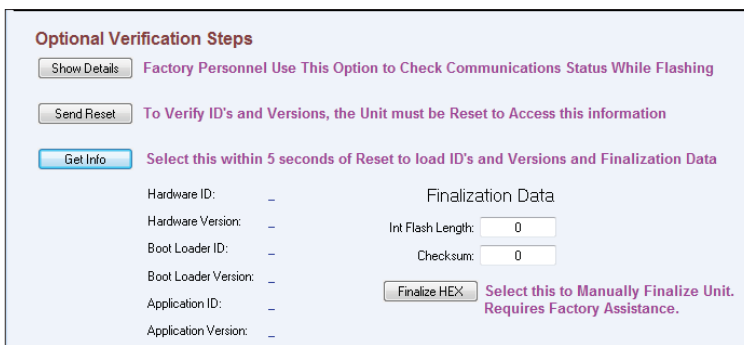 Optional Verification Steps
Show Details Factory Personnel Use This Option to Check Communications Status While Flashing
Send Reset To Verify ID's and Versions, the Unit must be Reset to Access this information
Get Info Select this within 5 seconds of Reset to load ID's and Versions and Finalization Data
Hardware ID: _ Finalization Data
Hardware Version: _ Int Flash Length: 0
Boot Loader ID: _ Checksum: 0
Boot Loader Version: _
Finalize HEX Select this to Manually Finalize Unit.
Requires Factory Assistance.
Application ID: _
Application Version: _